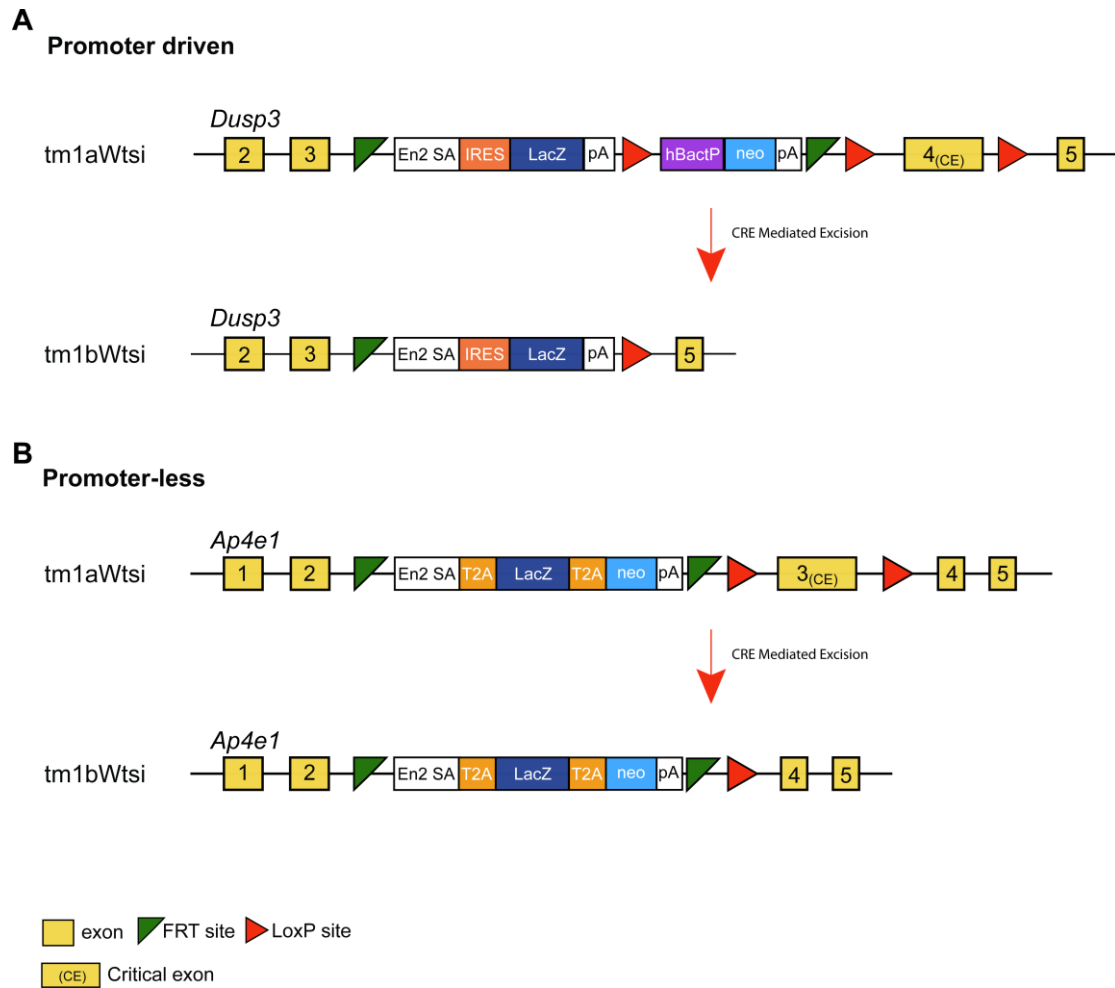 A
Promoter driven
Dusp3
tm1aWtsi 2 3 En2 SA IRES LacZ pA hBactP neo pA 4(CE) 5
CRE Mediated Excision
Dusp3
tm1bWtsi 2 3 En2 SA IRES LacZ pA 5
B
Promoter-less
Ap4e1
tm1aWtsi 1 2 En2 SA T2A LacZ T2A neo pA 3(CE) 4 5
CRE Mediated Excision
Ap4e1
tm1bWtsi 1 2 En2 SA T2A LacZ T2A neo pA 4 5
exon FRT site LoxP site
(CE) Critical exon